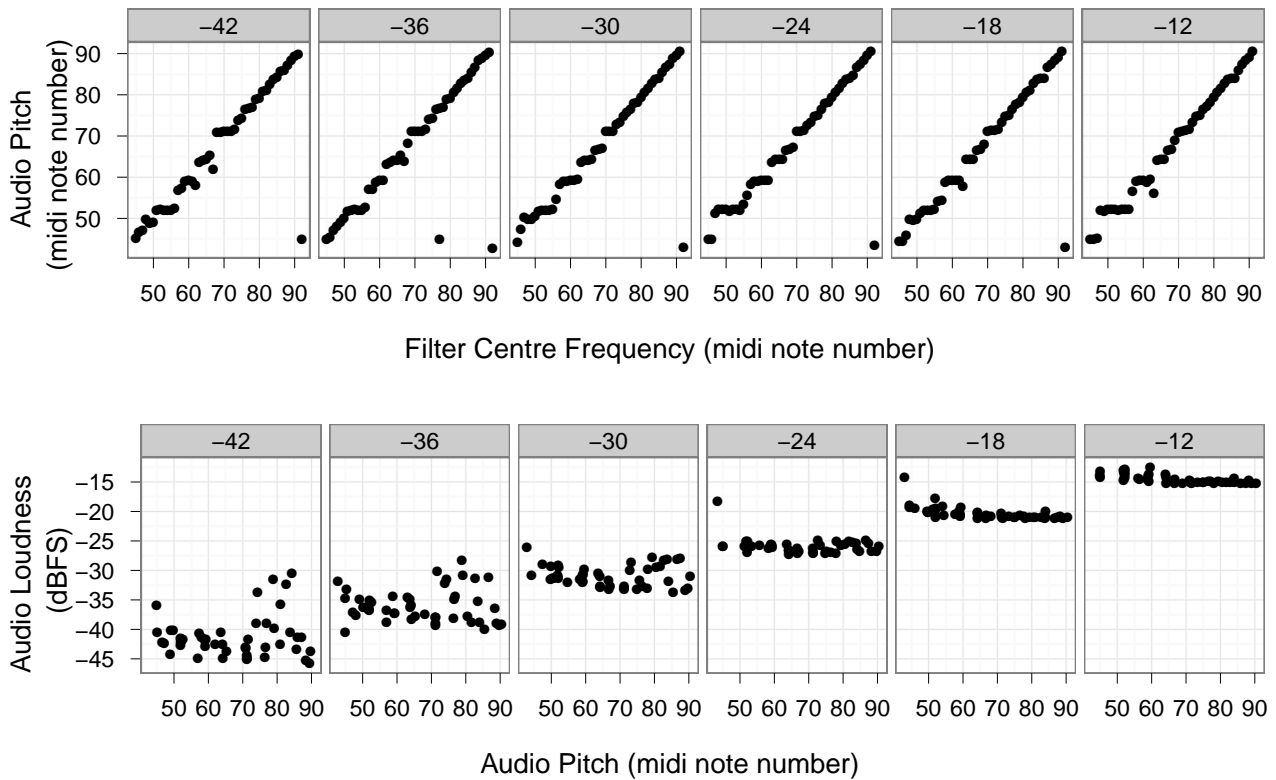 −42 −36 −30 −24 −18 −12
Audio Pitch
(midi note number)
90
80
70
60
50
50 60 70 80 90 50 60 70 80 90 50 60 70 80 90 50 60 70 80 90 50 60 70 80 90 50 60 70 80 90
Filter Centre Frequency (midi note number)
−42 −36 −30 −24 −18 −12
Audio Loudness
(dBFS)
−15
−20
−25
−30
−35
−40
−45
50 60 70 80 90 50 60 70 80 90 50 60 70 80 90 50 60 70 80 90 50 60 70 80 90 50 60 70 80 90
Audio Pitch (midi note number)